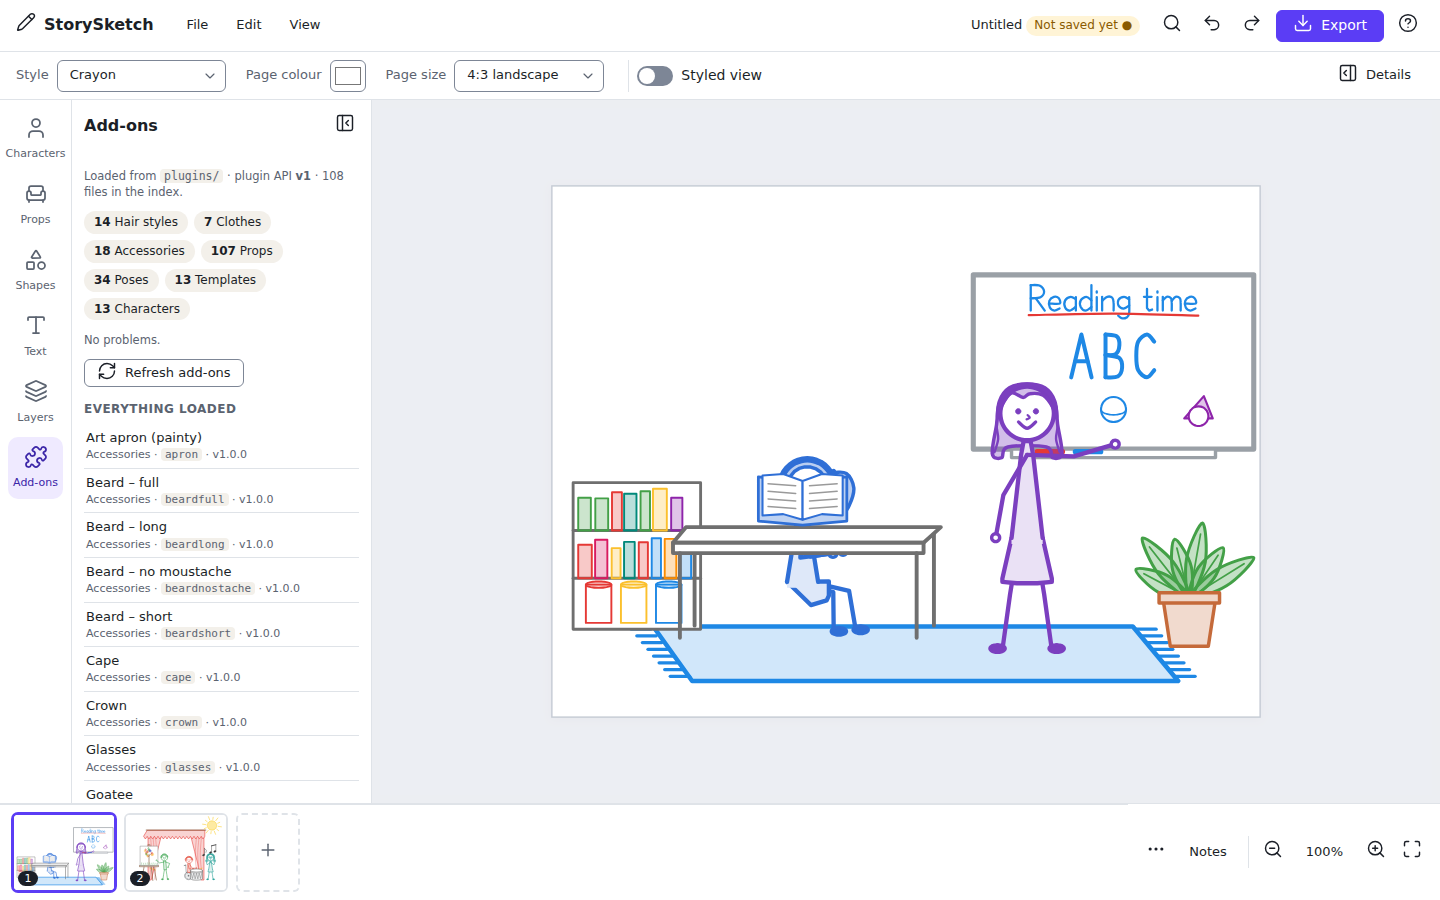 StorySketch File Edit View Untitled Not saved yet Export
Style Crayon Page colour Page size 4:3 landscape Styled view Details
Characters
Props
Shapes
Text
Layers
Add-ons
Add-ons
Loaded from plugins/ · plugin API v1 · 108
files in the index.
14 Hair styles 7 Clothes
18 Accessories 107 Props
34 Poses 13 Templates
13 Characters
No problems.
Refresh add-ons
EVERYTHING LOADED
Art apron (painty)
Accessories · apron · v1.0.0
Beard – full
Accessories · beardfull · v1.0.0
Beard – long
Accessories · beardlong · v1.0.0
Beard – no moustache
Accessories · beardnostache · v1.0.0
Beard – short
Accessories · beardshort · v1.0.0
Cape
Accessories · cape · v1.0.0
Crown
Accessories · crown · v1.0.0
Glasses
Accessories · glasses · v1.0.0
Goatee
Reading time
ABC
Reading time
ABC
1
2
Notes 100%